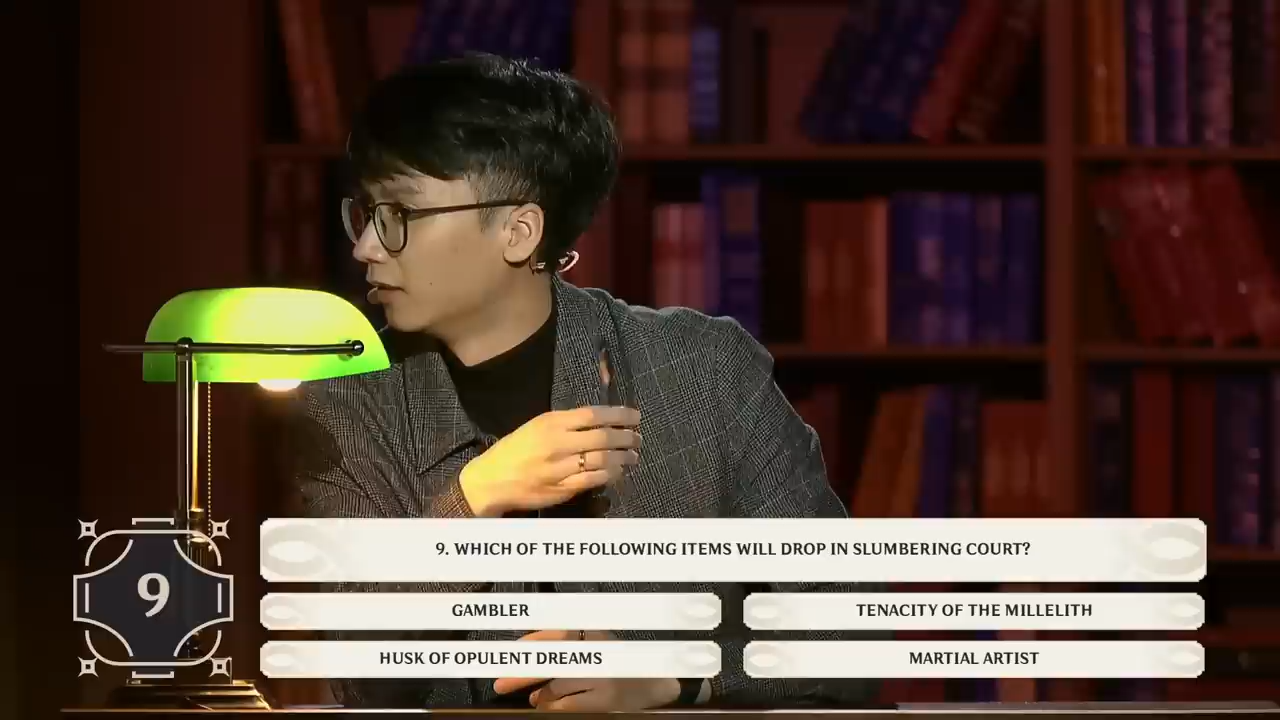 9. WHICH OF THE FOLLOWING ITEMS WILL DROP IN SLUMBERING COURT?
9
GAMBLER
TENACITY OF THE MILLELITH
HUSK OF OPULENT DREAMS
MARTIAL ARTIST